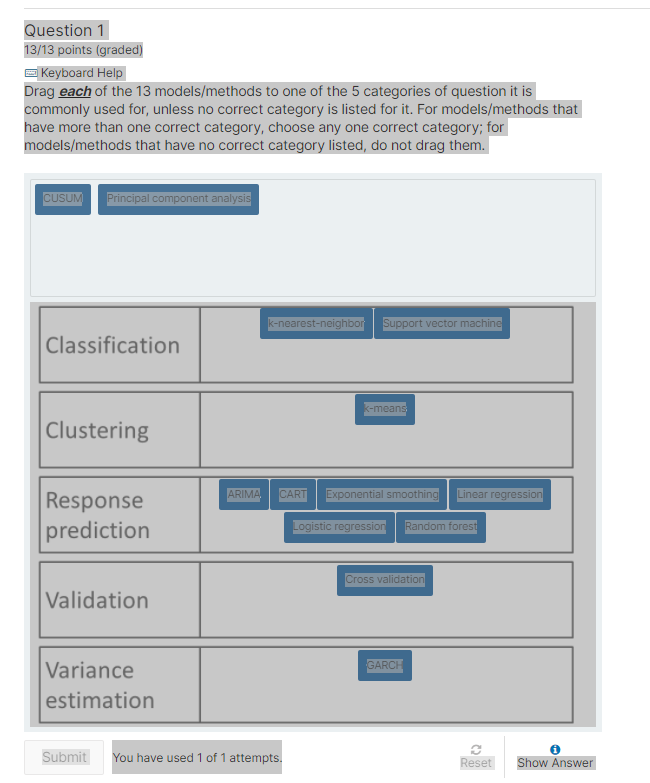 Question 1
13/13 points (graded)
Keyboard Help
Drag each of the 13 models/methods to one of the 5 categories of question it is
commonly used for, unless no correct category is listed for it. For models/methods that
have more than one correct category, choose any one correct category; for
models/methods that have no correct category listed, do not drag them.
CUSUM Principal component analysis
Classification
k-nearest-neighbor Support vector machine
Clustering
k-means
Response
prediction
ARIMA CART Exponential smoothing Linear regression
Logistic regression Random forest
Validation
Cross validation
Variance
estimation
GARCH
Submit You have used 1 of 1 attempts. Reset Show Answer